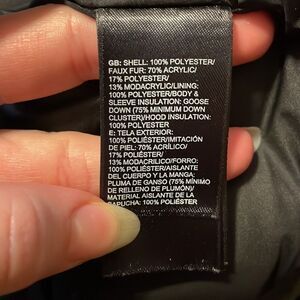 GB: SHELL: 100% POLYESTER/
FAUX FUR: 70% ACRYLIC/
17% POLYESTER/
13% MODACRYLIC/LINING:
100% POLYESTER/BODY &
SLEEVE INSULATION: GOOSE
DOWN (75% MINIMUM DOWN
CLUSTER)/HOOD INSULATION:
100% POLYESTER
E: TELA EXTERIOR:
100% POLIÉSTER/IMITACIÓN
DE PIEL: 70% ACRÍLICO/
17% POLIÉSTER/
13% MODACRÍLICO/FORRO:
100% POLIÉSTER/AISLANTE
DEL CUERPO Y LA MANGA:
PLUMA DE GANSO (75% MÍNIMO
DE RELLENO DE PLUMÓN)/
MATERIAL AISLANTE DE LA
CAPUCHA: 100% POLIÉSTER